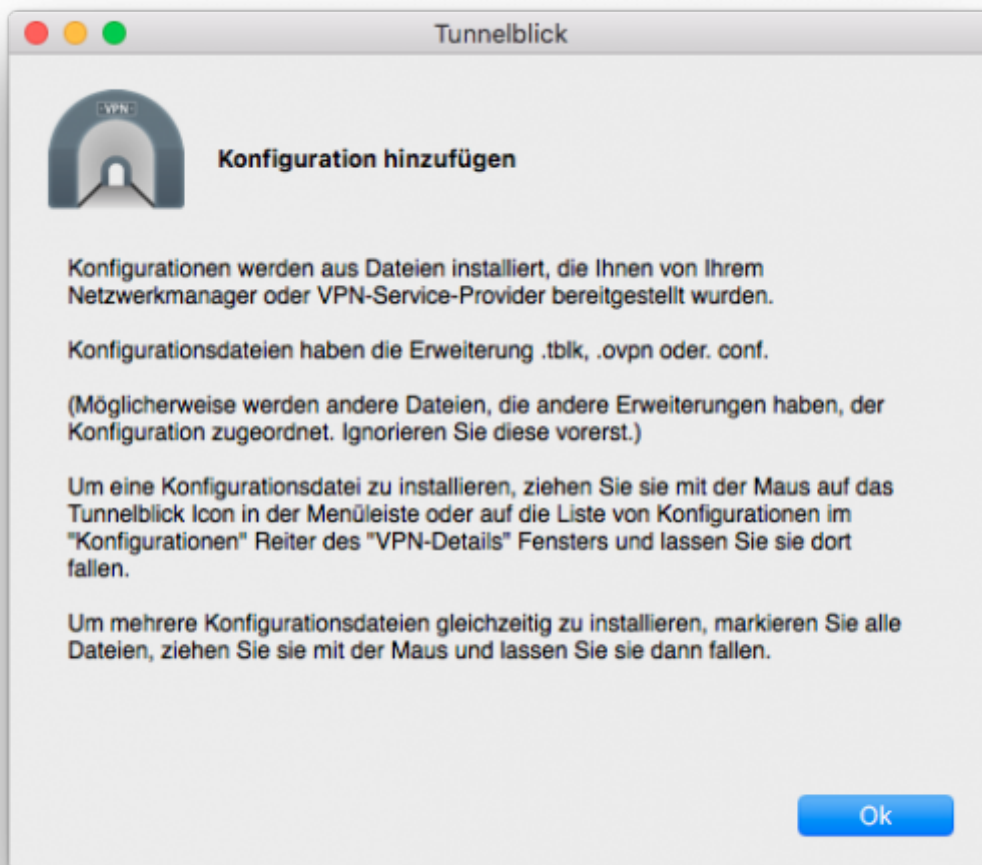 Tunnelblick
VPN
Konfiguration hinzufügen
Konfigurationen werden aus Dateien installiert, die Ihnen von Ihrem
Netzwerkmanager oder VPN-Service-Provider bereitgestellt wurden.
Konfigurationsdateien haben die Erweiterung .tblk, .ovpn oder. conf.
(Möglicherweise werden andere Dateien, die andere Erweiterungen haben, der
Konfiguration zugeordnet. Ignorieren Sie diese vorerst.)
Um eine Konfigurationsdatei zu installieren, ziehen Sie sie mit der Maus auf das
Tunnelblick Icon in der Menüleiste oder auf die Liste von Konfigurationen im
"Konfigurationen" Reiter des "VPN-Details" Fensters und lassen Sie sie dort
fallen.
Um mehrere Konfigurationsdateien gleichzeitig zu installieren, markieren Sie alle
Dateien, ziehen Sie sie mit der Maus und lassen Sie sie dann fallen.
Ok